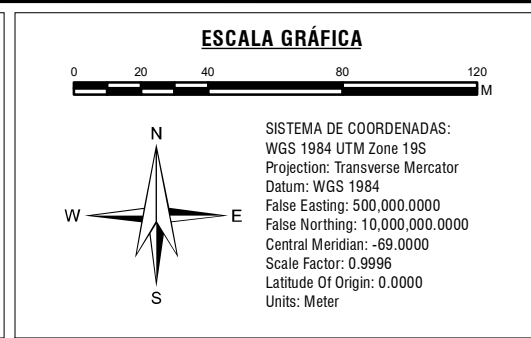 ESCALA GRÁFICA
0 20 40 80 120
M
N
W E
S
SISTEMA DE COORDENADAS:
WGS 1984 UTM Zone 19S
Projection: Transverse Mercator
Datum: WGS 1984
False Easting: 500,000.0000
False Northing: 10,000,000.0000
Central Meridian: -69.0000
Scale Factor: 0.9996
Latitude Of Origin: 0.0000
Units: Meter